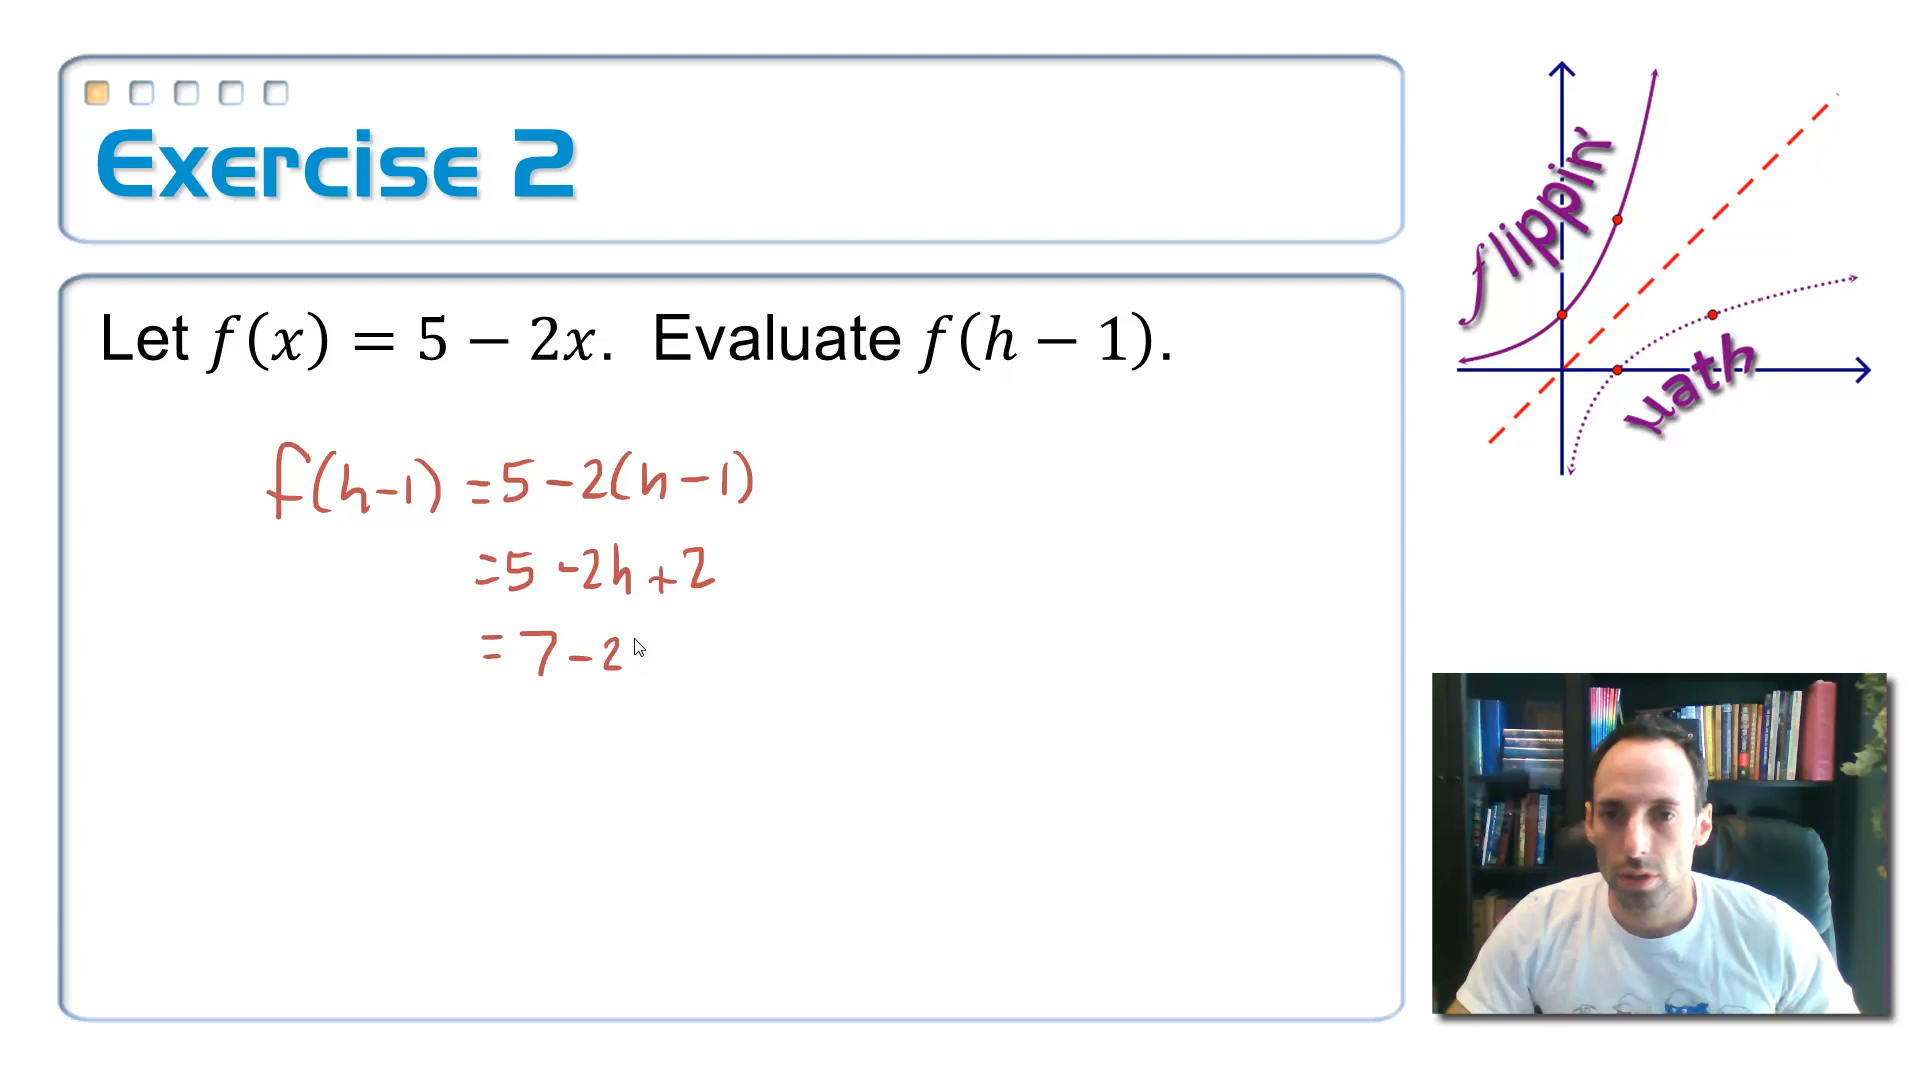 Exercise 2
Let f(x) = 5 − 2x. Evaluate f(h − 1).
f(h-1) = 5 - 2(h - 1)
= 5 - 2h + 2
= 7 - 2
flippin'
math